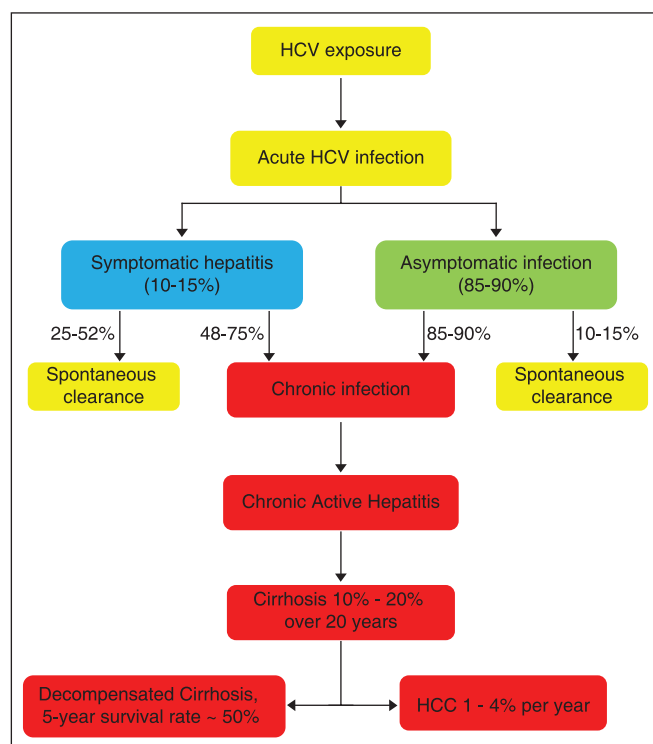 HCV exposure
Acute HCV infection
Symptomatic hepatitis
(10-15%)
Asymptomatic infection
(85-90%)
25-52%
48-75%
85-90%
10-15%
Spontaneous
clearance
Chronic infection
Spontaneous
clearance
Chronic Active Hepatitis
Cirrhosis 10% - 20%
over 20 years
Decompensated Cirrhosis,
5-year survival rate ~ 50%
HCC 1 - 4% per year